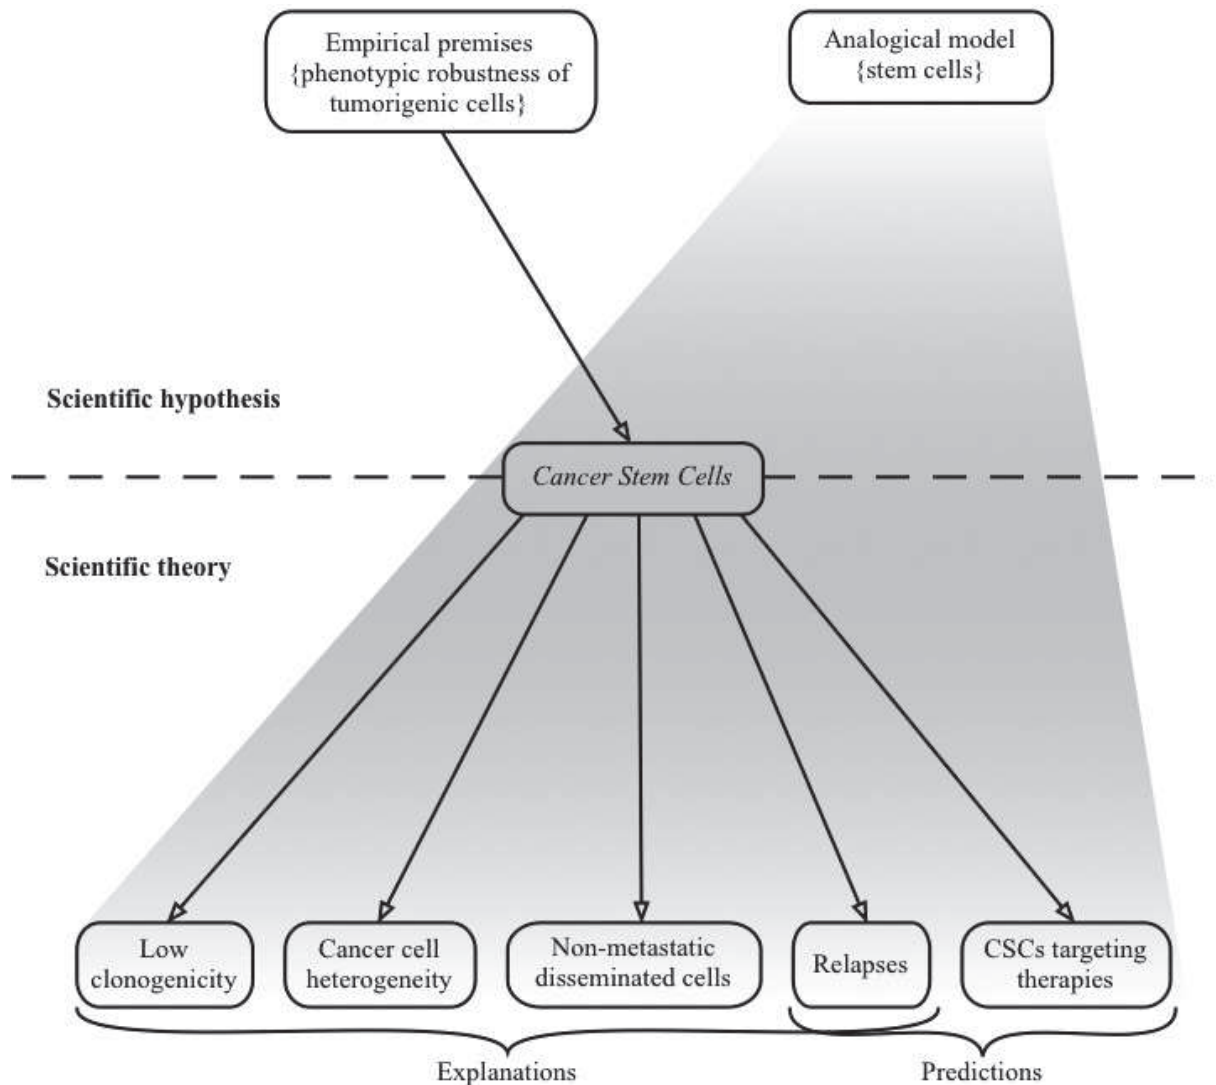 Empirical premises
{phenotypic robustness of
tumorigenic cells}
Analogical model
{stem cells}
Scientific hypothesis
Cancer Stem Cells
Scientific theory
Low
clonogenicity
Cancer cell
heterogeneity
Non-metastatic
disseminated cells
Relapses
CSCs targeting
therapies
Explanations
Predictions